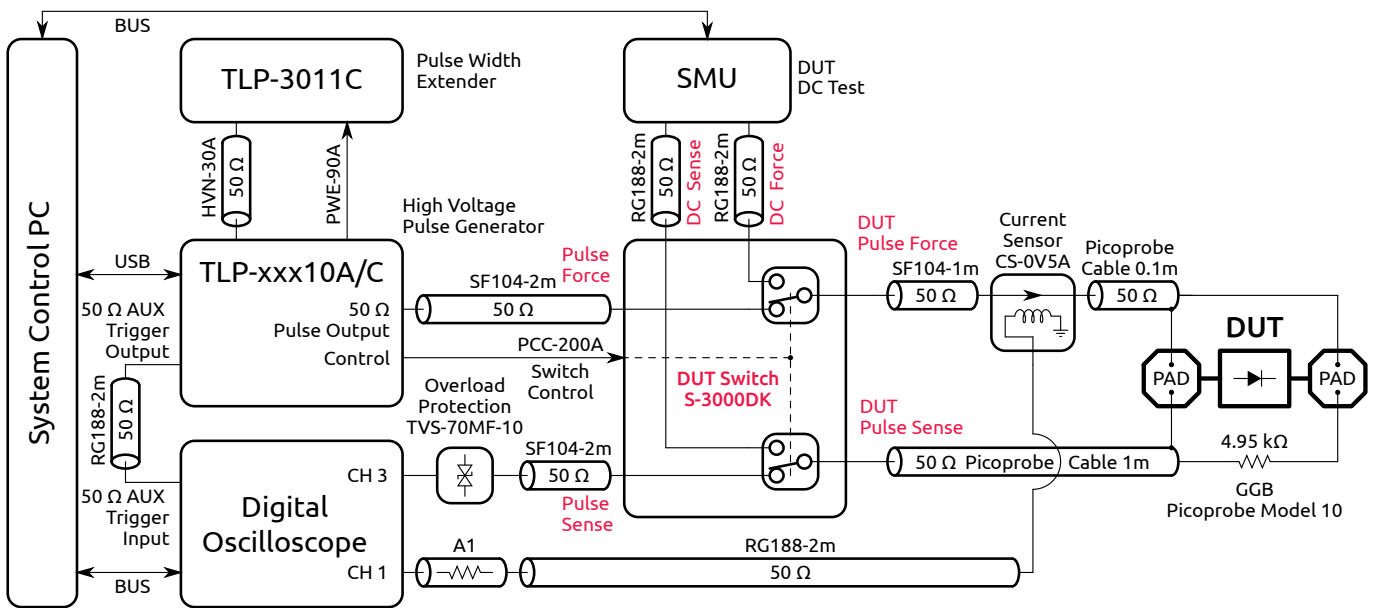 BUS
System Control PC
TLP-3011C
Pulse Width
Extender
SMU
DUT
DC Test
HVN-30A
50 Ω
PWE-90A
RG188-2m
50 Ω
DC Sense
RG188-2m
50 Ω
DC Force
High Voltage
Pulse Generator
USB
TLP-xxx10A/C
50 Ω
Pulse Output
Control
Pulse
Force
SF104-2m
50 Ω
DUT
Pulse Force
SF104-1m
50 Ω
Current
Sensor
CS-0V5A
Picoprobe
Cable 0.1m
50 Ω
50 Ω AUX
Trigger
Output
PCC-200A
Switch
Control
DUT Switch
S-3000DK
DUT
PAD
PAD
RG188-2m
50 Ω
Overload
Protection
TVS-70MF-10
SF104-2m
50 Ω
Pulse
Sense
DUT
Pulse Sense
50 Ω Picoprobe Cable 1m
4.95 kΩ
GGB
Picoprobe Model 10
50 Ω AUX
Trigger
Input
CH 3
Digital
Oscilloscope
CH 1
A1
RG188-2m
50 Ω
BUS